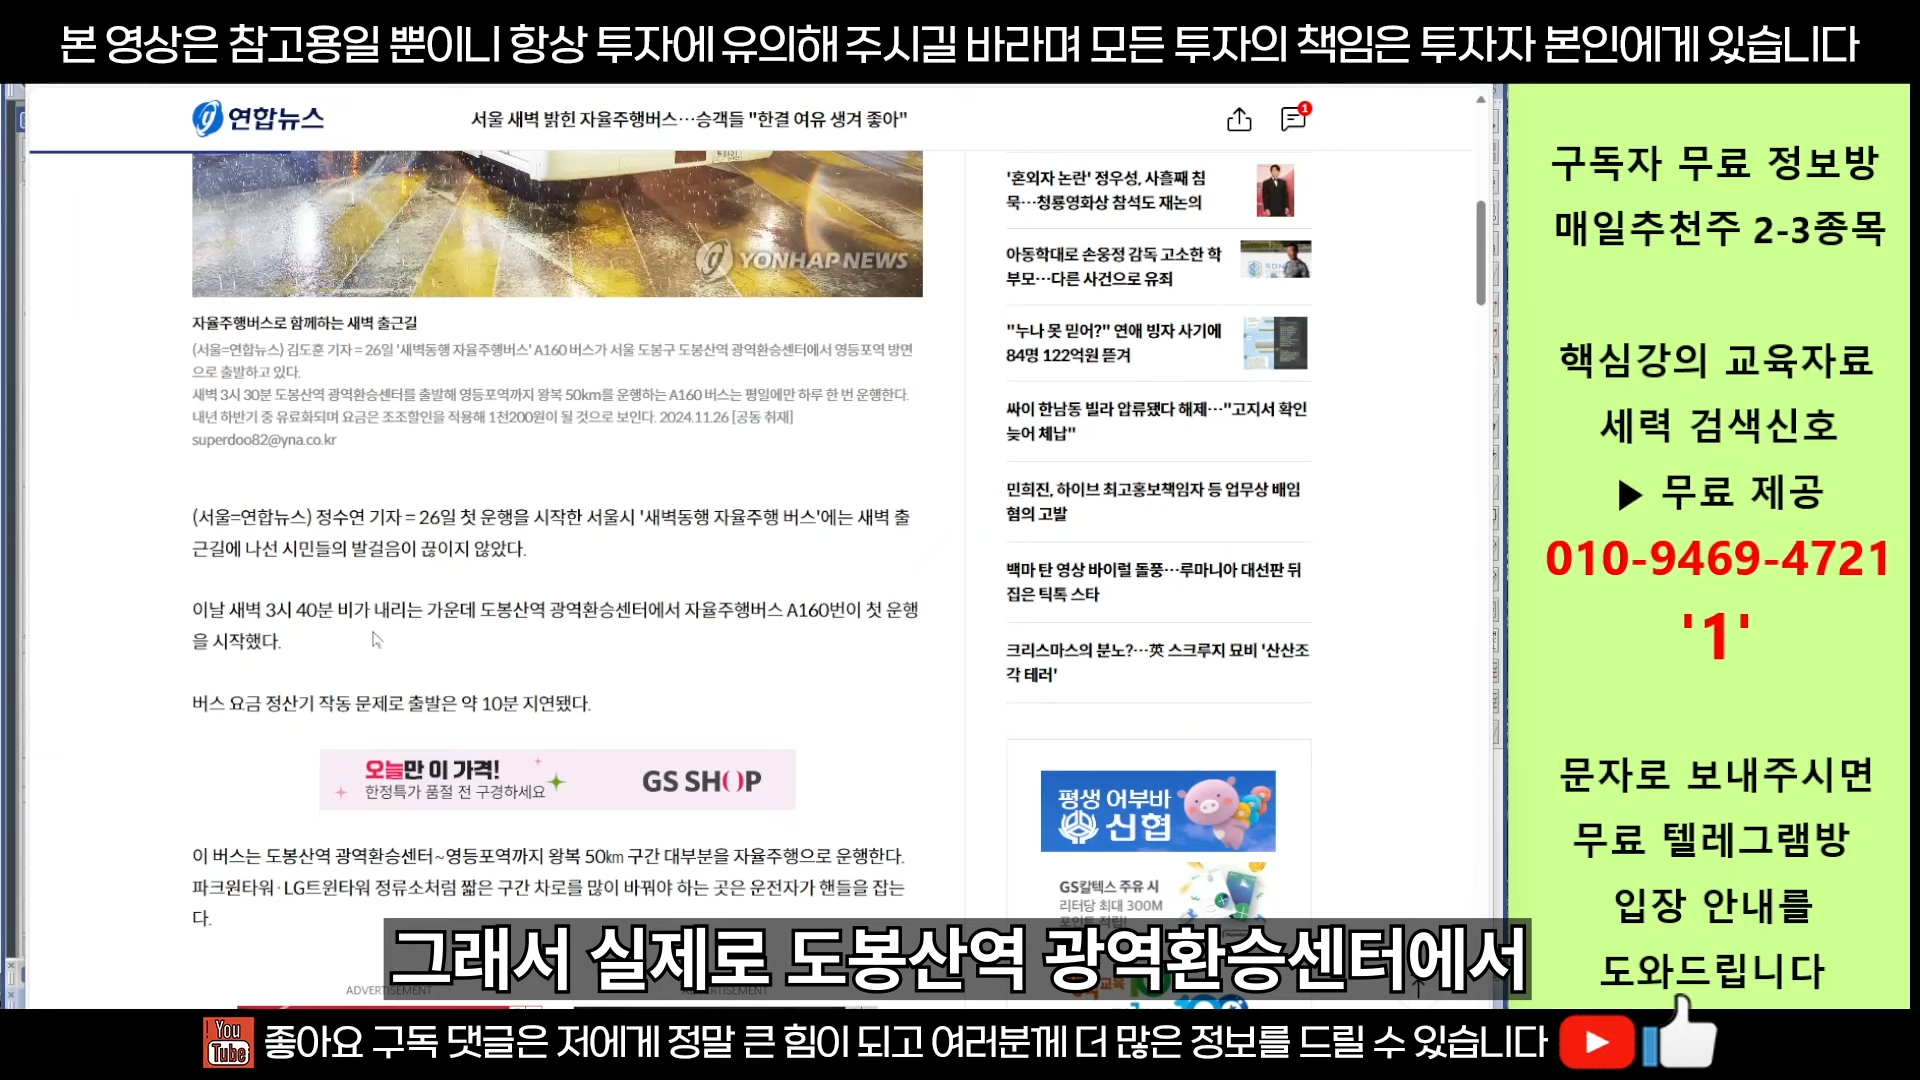 본 영상은 참고용일 뿐이니 항상 투자에 유의해 주시길 바라며 모든 투자의 책임은 투자자 본인에게 있습니다
연합뉴스
서울 새벽 밝힌 자율주행버스…승객들 "한결 여유 생겨 좋아"
1
YONHAP NEWS
자율주행버스로 함께하는 새벽 출근길
(서울=연합뉴스) 김도훈 기자 = 26일 '새벽동행 자율주행버스' A160 버스가 서울 도봉구 도봉산역 광역환승센터에서 영등포역 방면
으로 출발하고 있다.
새벽 3시 30분 도봉산역 광역환승센터를 출발해 영등포역까지 왕복 50km를 운행하는 A160 버스는 평일에만 하루 한 번 운행한다.
내년 하반기 중 유료화되며 요금은 조조할인을 적용해 1천200원이 될 것으로 보인다. 2024.11.26 [공동 취재]
superdoo82@yna.co.kr
(서울=연합뉴스) 정수연 기자 = 26일 첫 운행을 시작한 서울시 '새벽동행 자율주행 버스'에는 새벽 출
근길에 나선 시민들의 발걸음이 끊이지 않았다.
이날 새벽 3시 40분 비가 내리는 가운데 도봉산역 광역환승센터에서 자율주행버스 A160번이 첫 운행
을 시작했다.
버스 요금 정산기 작동 문제로 출발은 약 10분 지연됐다.
오늘만 이 가격!
한정특가 품절 전 구경하세요
GS SHOP
이 버스는 도봉산역 광역환승센터~영등포역까지 왕복 50㎞ 구간 대부분을 자율주행으로 운행한다.
파크원타워·LG트윈타워 정류소처럼 짧은 구간 차로를 많이 바꿔야 하는 곳은 운전자가 핸들을 잡는
다.
ADVERTISEMENT
'혼외자 논란' 정우성, 사흘째 침
묵…청룡영화상 참석도 재논의
아동학대로 손웅정 감독 고소한 학
부모…다른 사건으로 유죄
"누나 못 믿어?" 연애 빙자 사기에
84명 122억원 뜯겨
싸이 한남동 빌라 압류됐다 해제…"고지서 확인
늦어 체납"
민희진, 하이브 최고홍보책임자 등 업무상 배임
혐의 고발
백마 탄 영상 바이럴 돌풍…루마니아 대선판 뒤
집은 틱톡 스타
크리스마스의 분노?…英 스크루지 묘비 '산산조
각 테러'
평생 어부바
신협
GS칼텍스 주유 시
리터당 최대 300M
포인트 적립!
그래서 실제로 도봉산역 광역환승센터에서
구독자 무료 정보방
매일추천주 2-3종목
핵심강의 교육자료
세력 검색신호
▶ 무료 제공
010-9469-4721
'1'
문자로 보내주시면
무료 텔레그램방
입장 안내를
도와드립니다
You
Tube
좋아요 구독 댓글은 저에게 정말 큰 힘이 되고 여러분께 더 많은 정보를 드릴 수 있습니다